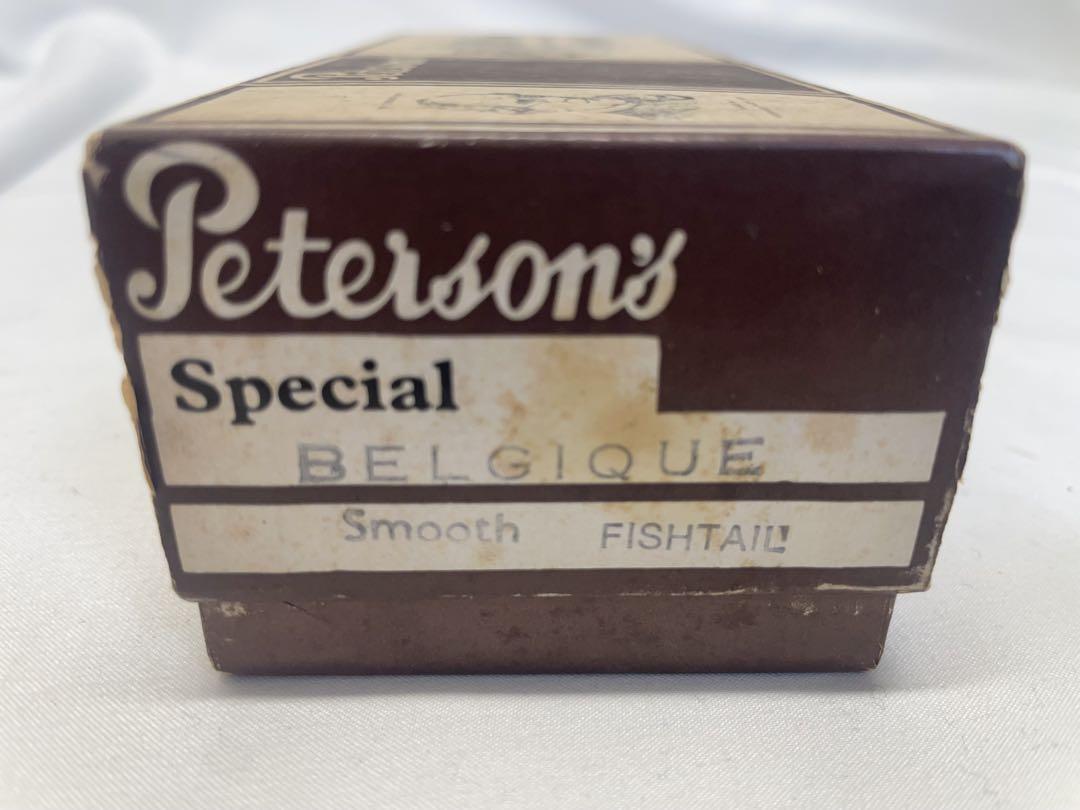 Peterson's
Special
BELGIQUE
Smooth FISHTAIL